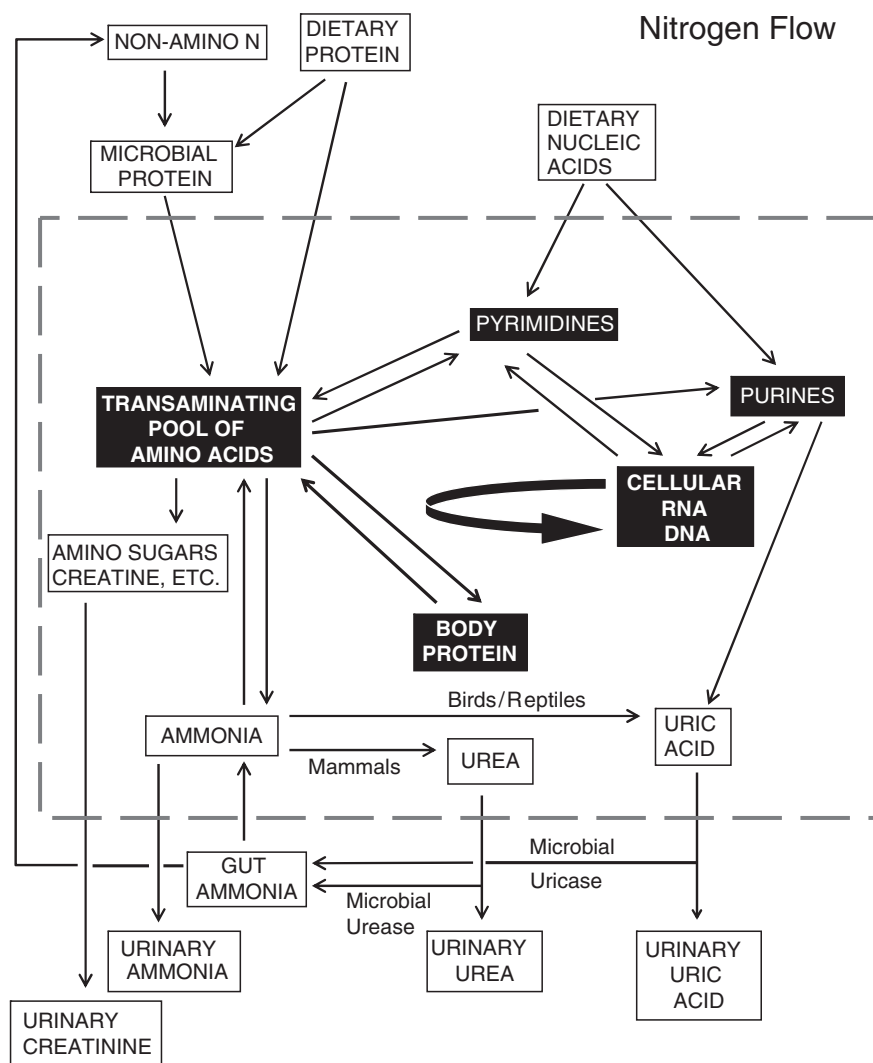 Nitrogen Flow
NON-AMINO N
DIETARY
PROTEIN
MICROBIAL
PROTEIN
DIETARY
NUCLEIC
ACIDS
PYRIMIDINES
PURINES
TRANSAMINATING
POOL OF
AMINO ACIDS
CELLULAR
RNA
DNA
AMINO SUGARS
CREATINE, ETC.
BODY
PROTEIN
Birds/Reptiles
AMMONIA
Mammals
UREA
URIC
ACID
GUT
AMMONIA
Microbial
Uricase
Microbial
Urease
URINARY
AMMONIA
URINARY
UREA
URINARY
URIC
ACID
URINARY
CREATININE